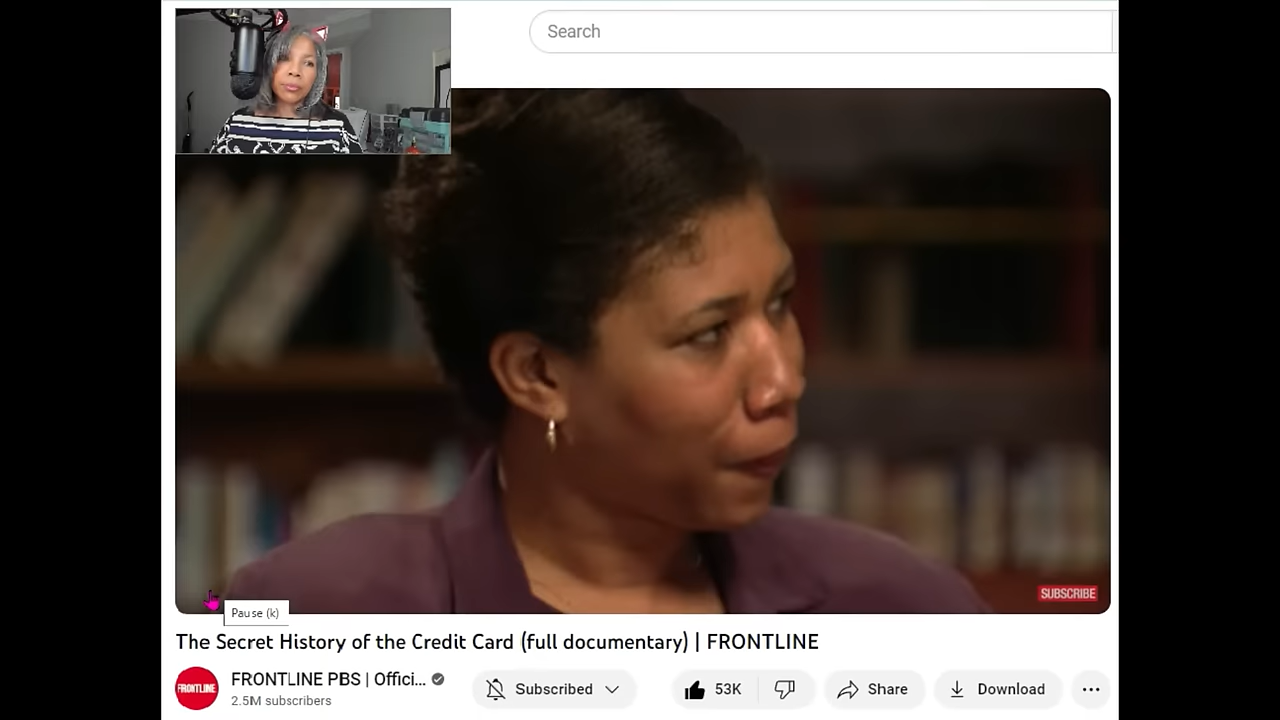 Search
SUBSCRIBE
Pause (k)
The Secret History of the Credit Card (full documentary) | FRONTLINE
FRONTLINE
FRONTLINE PBS | Offici...
2.5M subscribers
Subscribed
53K
Share
Download